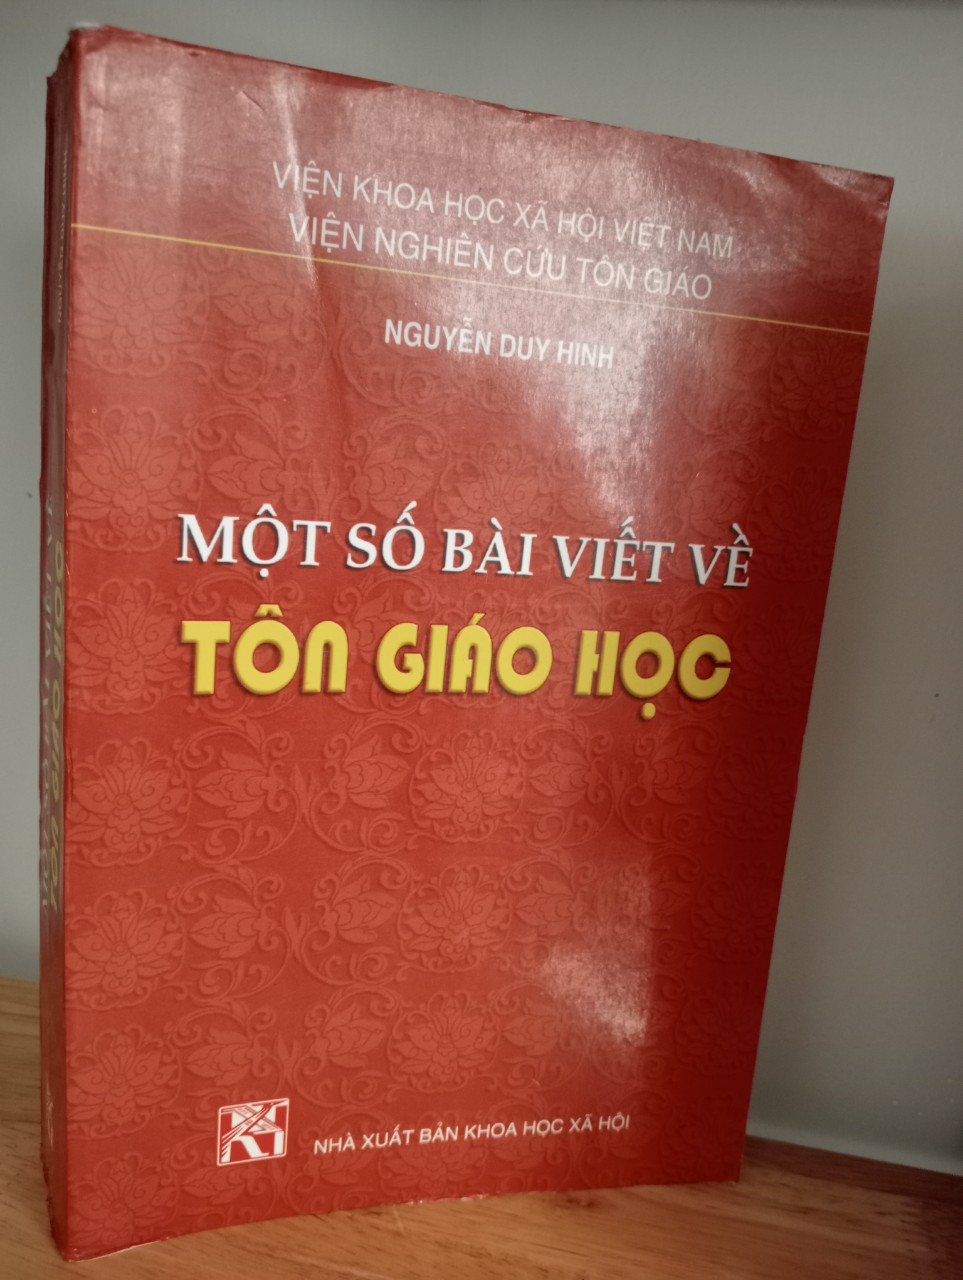 VIỆN KHOA HỌC XÃ HỘI VIỆT NAM
VIỆN NGHIÊN CỨU TÔN GIÁO
NGUYỄN DUY HINH
MỘT SỐ BÀI VIẾT VỀ
TÔN GIÁO HỌC
NHÀ XUẤT BẢN KHOA HỌC XÃ HỘI